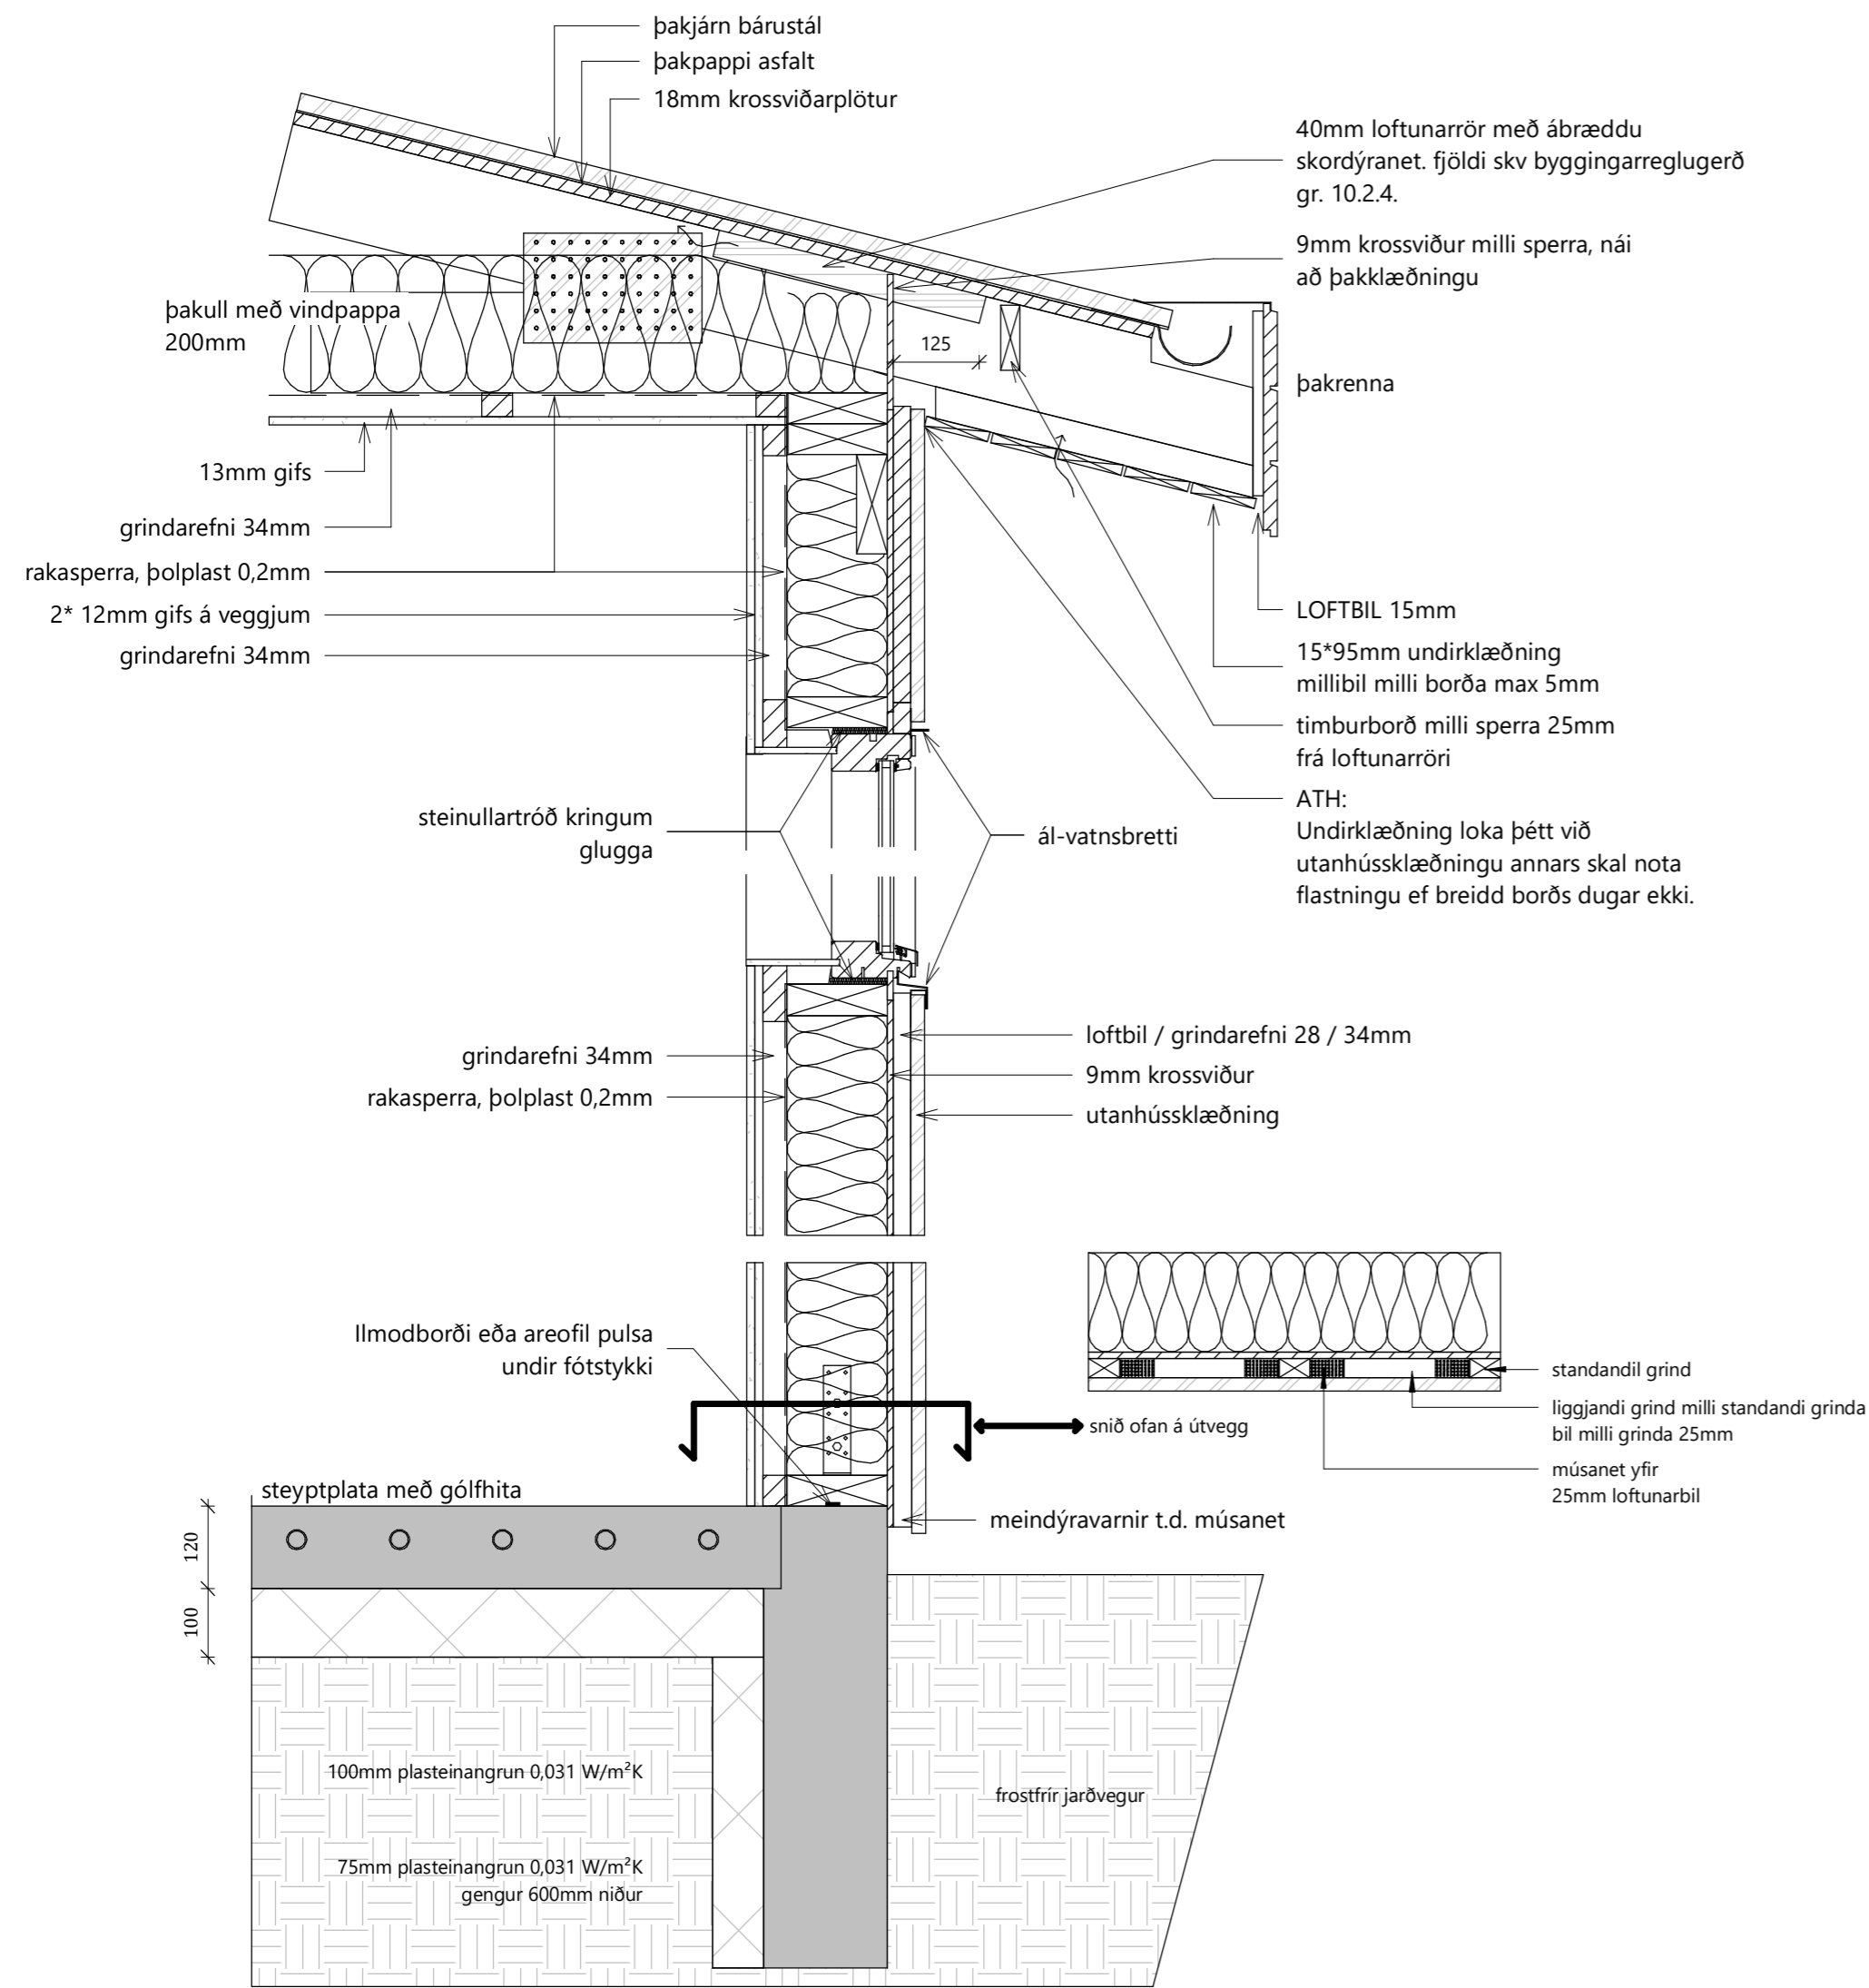 þakjárn bárustál
þakpappi asfalt
18mm krossviðarplötur
40mm loftunarrör með ábræddu
skordýranet. fjöldi skv byggingarreglugerð
gr. 10.2.4.
9mm krossviður milli sperra, nái
að þakklæðningu
þakull með vindpappa
200mm
125
þakrenna
13mm gifs
grindarefni 34mm
rakasperra, þolplast 0,2mm
2* 12mm gifs á veggjum
grindarefni 34mm
LOFTBIL 15mm
15*95mm undirklæðning
millibil milli borða max 5mm
timburborð milli sperra 25mm
frá loftunarröri
ATH:
Undirklæðning loka þétt við
utanhússklæðningu annars skal nota
flastningu ef breidd borðs dugar ekki.
steinullartróð kringum
glugga
ál-vatnsbretti
loftbil / grindarefni 28 / 34mm
9mm krossviður
utanhússklæðning
grindarefni 34mm
rakasperra, þolplast 0,2mm
Ilmodborði eða areofil pulsa
undir fótstykki
standandil grind
liggjandi grind milli standandi grinda
bil milli grinda 25mm
músanet yfir
25mm loftunarbil
snið ofan á útvegg
steyptplata með gólfhita
meindýravarnir t.d. músanet
120
100
100mm plasteinangrun 0,031 W/m²K
frostfrír jarðvegur
75mm plasteinangrun 0,031 W/m²K
gengur 600mm niður